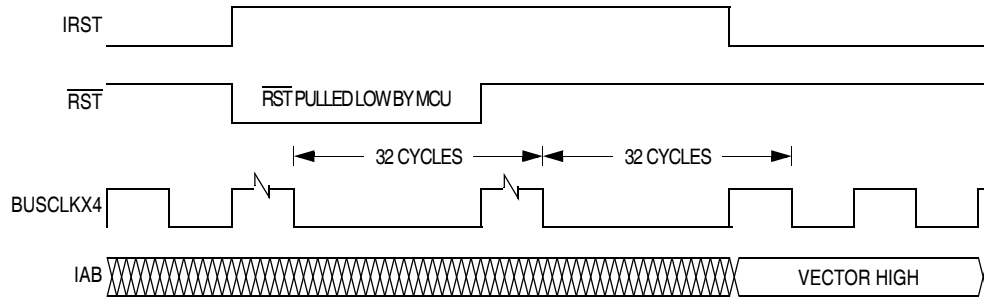 IRST
RST
RST PULLED LOW BY MCU
32 CYCLES
32 CYCLES
BUSCLKX4
IAB
VECTOR HIGH